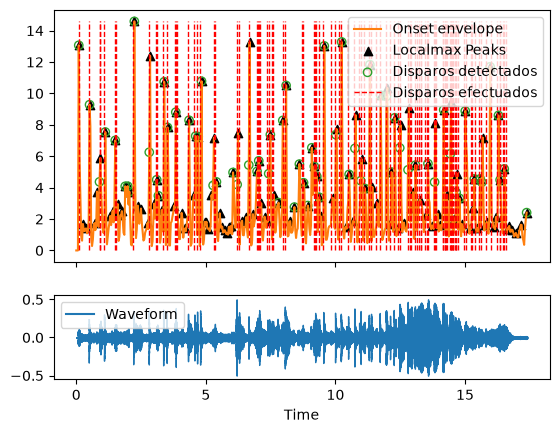 14
12
10
8
6
4
2
0
Onset envelope
Localmax Peaks
Disparos detectados
Disparos efectuados
0.5
0.0
−0.5
Waveform
0
5
10
15
Time